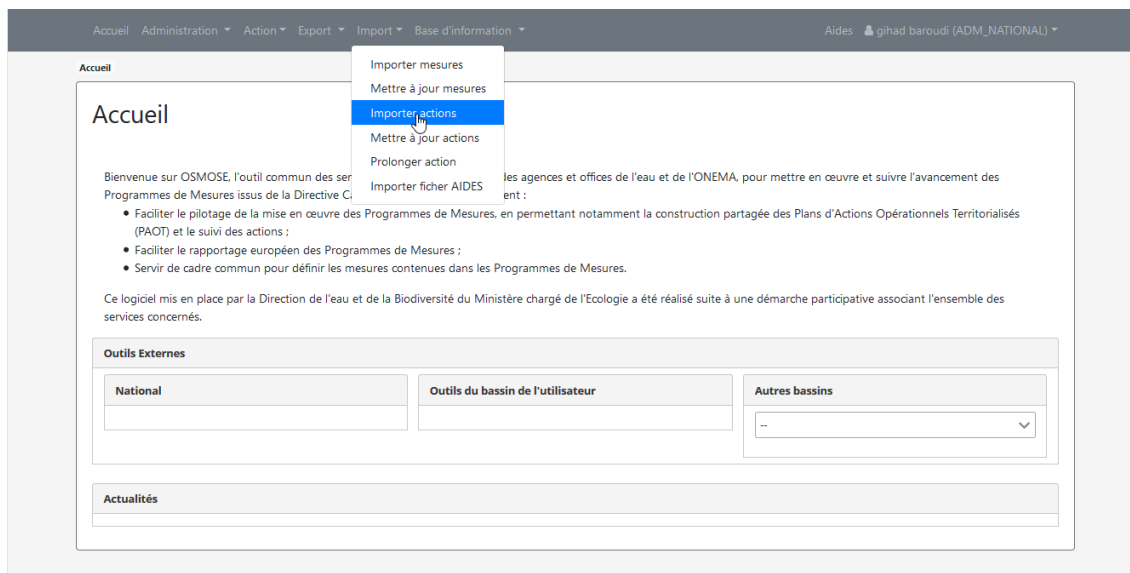 Accueil Administration Action Export Import Base d'information Aides gihad baroudi (ADM_NATIONAL)
Importer mesures
Mettre à jour mesures
Importer actions
Mettre à jour actions
Prolonger action
Importer ficher AIDES
Accueil
Accueil
Bienvenue sur OSMOSE, l'outil commun des ser des agences et offices de l'eau et de l'ONEMA, pour mettre en œuvre et suivre l'avancement des
Programmes de Mesures issus de la Directive Ca ent :
Faciliter le pilotage de la mise en œuvre des Programmes de Mesures, en permettant notamment la construction partagée des Plans d'Actions Opérationnels Territorialisés
(PAOT) et le suivi des actions ;
Faciliter le rapportage européen des Programmes de Mesures ;
Servir de cadre commun pour définir les mesures contenues dans les Programmes de Mesures.
Ce logiciel mis en place par la Direction de l'eau et de la Biodiversité du Ministère chargé de l'Ecologie a été réalisé suite à une démarche participative associant l'ensemble des
services concernés.
Outils Externes
National
Outils du bassin de l'utilisateur
Autres bassins
--
Actualités